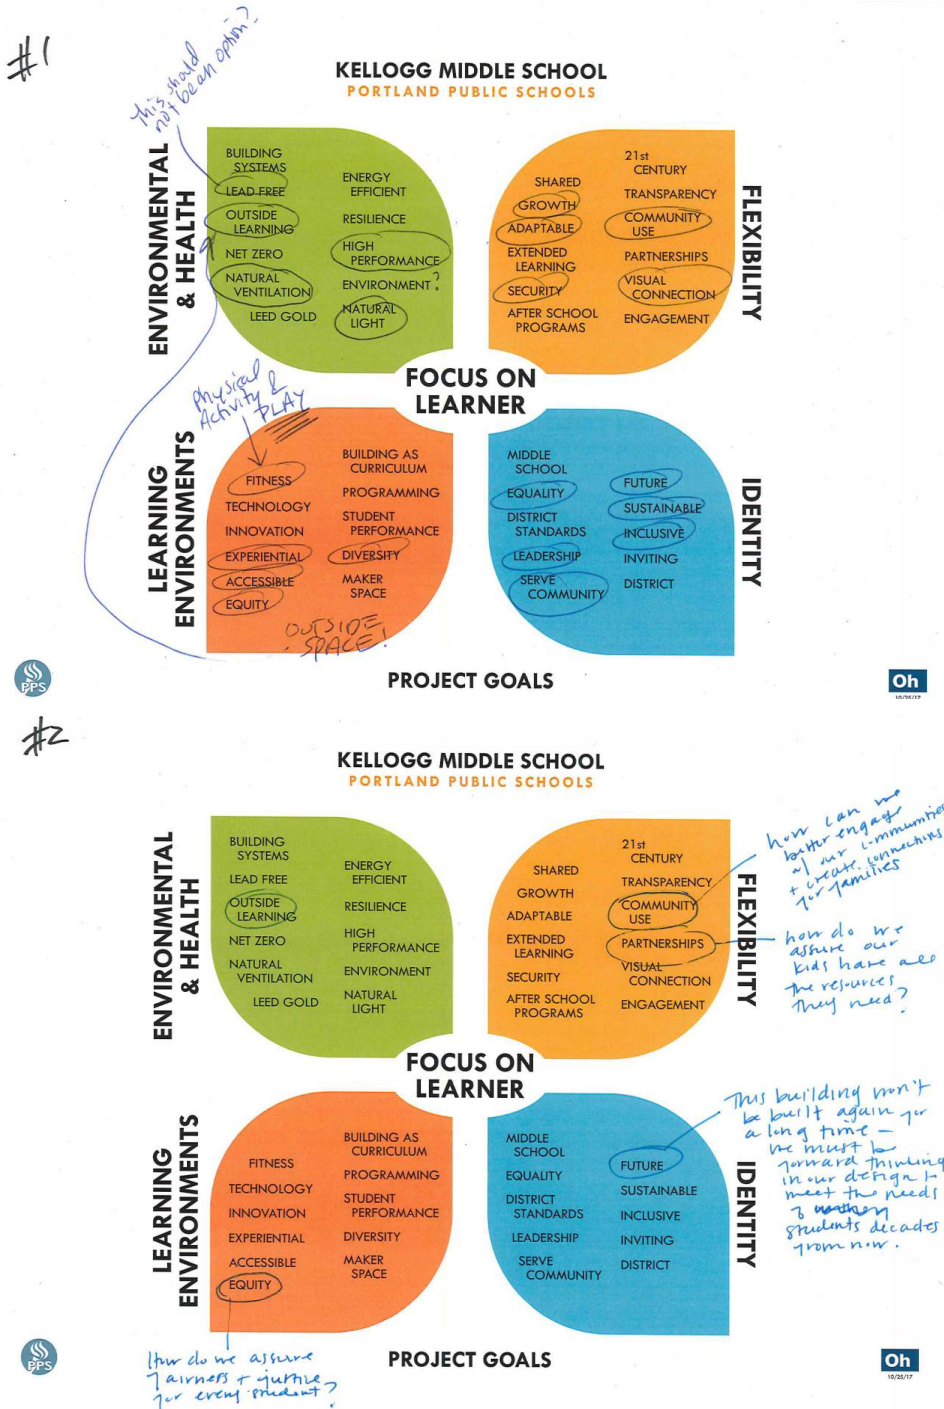 #1
This should
not be an option?
KELLOGG MIDDLE SCHOOL
PORTLAND PUBLIC SCHOOLS
ENVIRONMENTAL
& HEALTH
BUILDING
SYSTEMS
LEAD FREE
OUTSIDE
LEARNING
NET ZERO
NATURAL
VENTILATION
LEED GOLD
ENERGY
EFFICIENT
RESILIENCE
HIGH
PERFORMANCE
ENVIRONMENT ?
NATURAL
LIGHT
SHARED
GROWTH
ADAPTABLE
EXTENDED
LEARNING
SECURITY
AFTER SCHOOL
PROGRAMS
21st
CENTURY
TRANSPARENCY
COMMUNITY
USE
PARTNERSHIPS
VISUAL
CONNECTION
ENGAGEMENT
FLEXIBILITY
FOCUS ON
LEARNER
physical
Activity &
PLAY
LEARNING
ENVIRONMENTS
FITNESS
TECHNOLOGY
INNOVATION
EXPERIENTIAL
ACCESSIBLE
EQUITY
BUILDING AS
CURRICULUM
PROGRAMMING
STUDENT
PERFORMANCE
DIVERSITY
MAKER
SPACE
OUTSIDE
SPACE!
MIDDLE
SCHOOL
EQUALITY
DISTRICT
STANDARDS
LEADERSHIP
SERVE
COMMUNITY
FUTURE
SUSTAINABLE
INCLUSIVE
INVITING
DISTRICT
IDENTITY
PPS
PROJECT GOALS
Oh
10/25/17
#2
KELLOGG MIDDLE SCHOOL
PORTLAND PUBLIC SCHOOLS
ENVIRONMENTAL
& HEALTH
BUILDING
SYSTEMS
LEAD FREE
OUTSIDE
LEARNING
NET ZERO
NATURAL
VENTILATION
LEED GOLD
ENERGY
EFFICIENT
RESILIENCE
HIGH
PERFORMANCE
ENVIRONMENT
NATURAL
LIGHT
SHARED
GROWTH
ADAPTABLE
EXTENDED
LEARNING
SECURITY
AFTER SCHOOL
PROGRAMS
21st
CENTURY
TRANSPARENCY
COMMUNITY
USE
PARTNERSHIPS
VISUAL
CONNECTION
ENGAGEMENT
FLEXIBILITY
how can we
better engage
w/ our communities
+ create connections
for families
how do we
assure our
kids have all
the resources
they need?
FOCUS ON
LEARNER
LEARNING
ENVIRONMENTS
FITNESS
TECHNOLOGY
INNOVATION
EXPERIENTIAL
ACCESSIBLE
EQUITY
BUILDING AS
CURRICULUM
PROGRAMMING
STUDENT
PERFORMANCE
DIVERSITY
MAKER
SPACE
MIDDLE
SCHOOL
EQUALITY
DISTRICT
STANDARDS
LEADERSHIP
SERVE
COMMUNITY
FUTURE
SUSTAINABLE
INCLUSIVE
INVITING
DISTRICT
IDENTITY
This building won't
be built again for
a long time –
we must be
forward thinking
in our design to
meet the needs
of
students decades
from now.
PPS
How do we assure
fairness + justice
for every student?
PROJECT GOALS
Oh
10/25/17